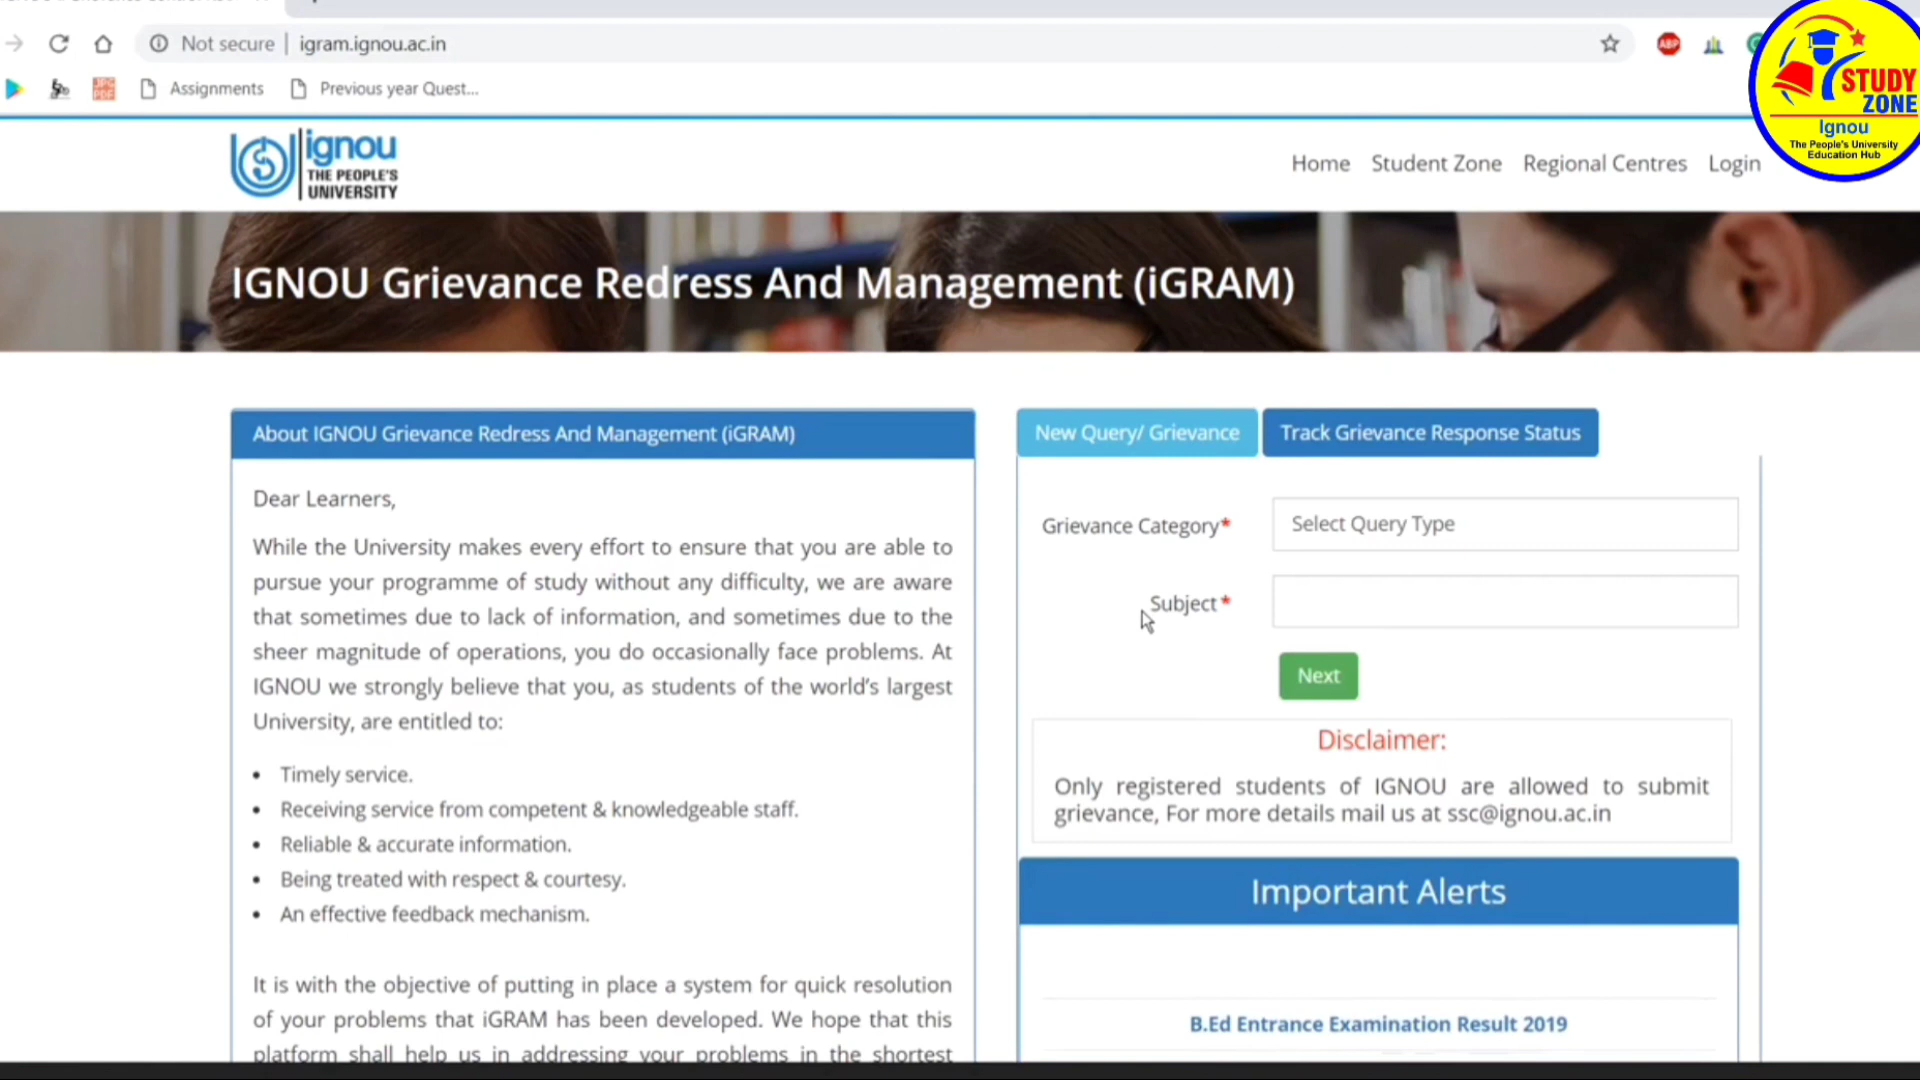 Not secure | igram.ignou.ac.in
ABP
Assignments
Previous year Quest...
STUDY
ZONE
Ignou
The People's University
Education Hub
ignou
THE PEOPLE'S
UNIVERSITY
Home Student Zone Regional Centres Login
IGNOU Grievance Redress And Management (iGRAM)
About IGNOU Grievance Redress And Management (iGRAM)
Dear Learners,
While the University makes every effort to ensure that you are able to
pursue your programme of study without any difficulty, we are aware
that sometimes due to lack of information, and sometimes due to the
sheer magnitude of operations, you do occasionally face problems. At
IGNOU we strongly believe that you, as students of the world's largest
University, are entitled to:
• Timely service.
• Receiving service from competent & knowledgeable staff.
• Reliable & accurate information.
• Being treated with respect & courtesy.
• An effective feedback mechanism.
It is with the objective of putting in place a system for quick resolution
of your problems that iGRAM has been developed. We hope that this
platform shall help us in addressing your problems in the shortest
New Query/ Grievance
Track Grievance Response Status
Grievance Category*
Select Query Type
Subject*
Next
Disclaimer:
Only registered students of IGNOU are allowed to submit
grievance, For more details mail us at ssc@ignou.ac.in
Important Alerts
B.Ed Entrance Examination Result 2019